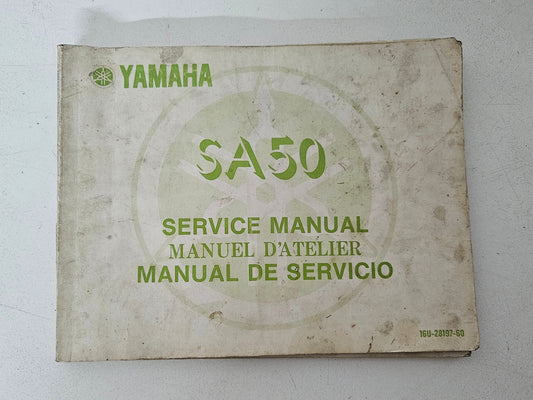 YAMAHA
SA50
SERVICE MANUAL
MANUEL D'ATELIER
MANUAL DE SERVICIO
16U-28197-60